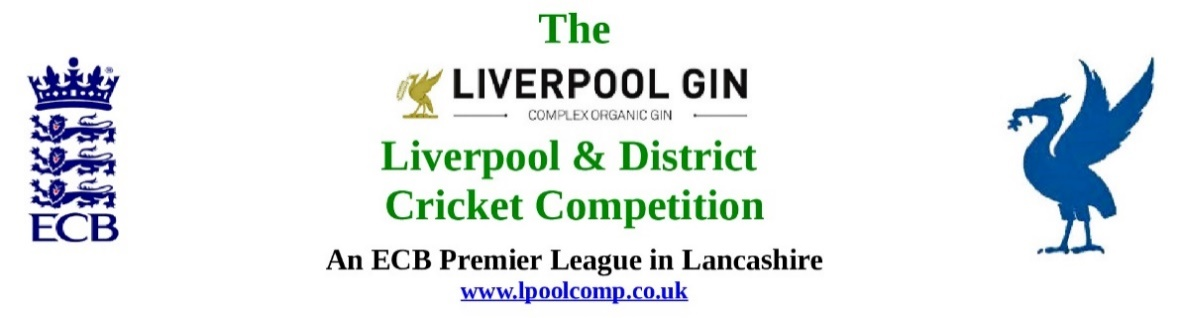 The
LIVERPOOL GIN
COMPLEX ORGANIC GIN
Liverpool & District
Cricket Competition
An ECB Premier League in Lancashire
www.lpoolcomp.co.uk
ECB